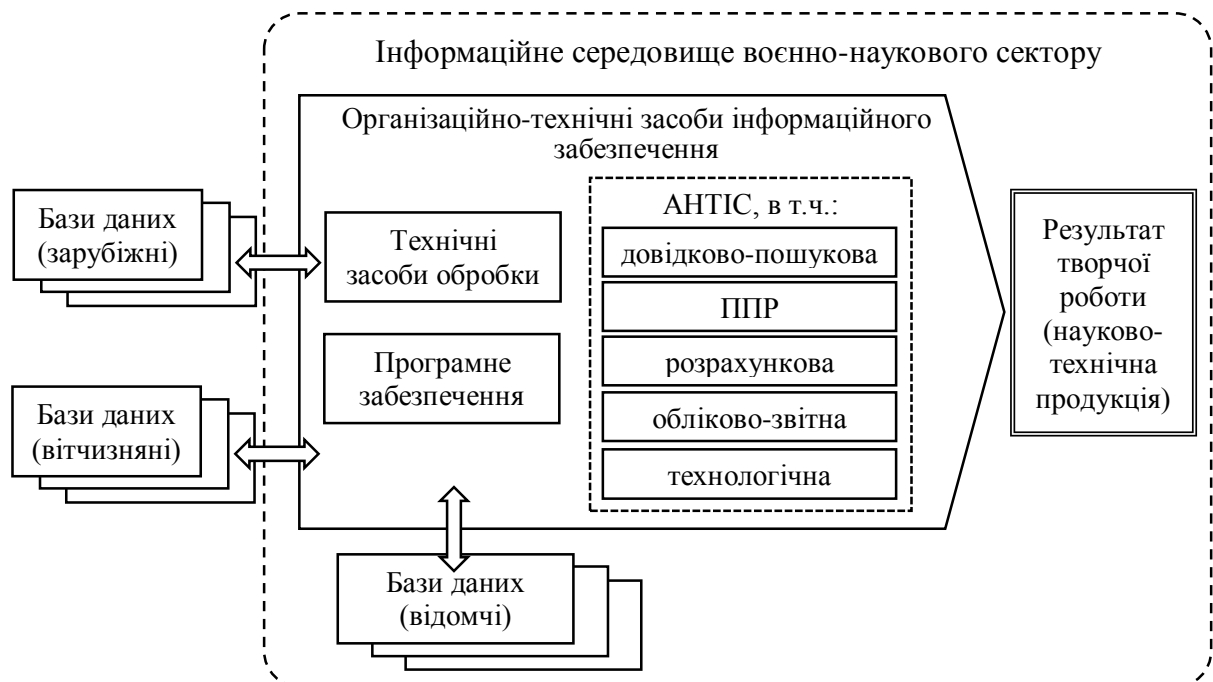 Інформаційне середовище воєнно-наукового сектору
Організаційно-технічні засоби інформаційного
забезпечення
Бази даних
(зарубіжні)
Бази даних
(вітчизняні)
Технічні
засоби обробки
Програмне
забезпечення
АНТІС, в т.ч.:
довідково-пошукова
ППР
розрахункова
обліково-звітна
технологічна
Результат
творчої
роботи
(науково-
технічна
продукція)
Бази даних
(відомчі)